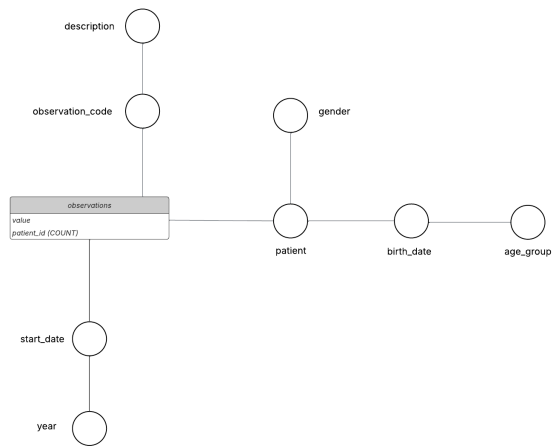 description
observation_code
gender
observations
value
patient_id (COUNT)
patient
birth_date
age_group
start_date
year